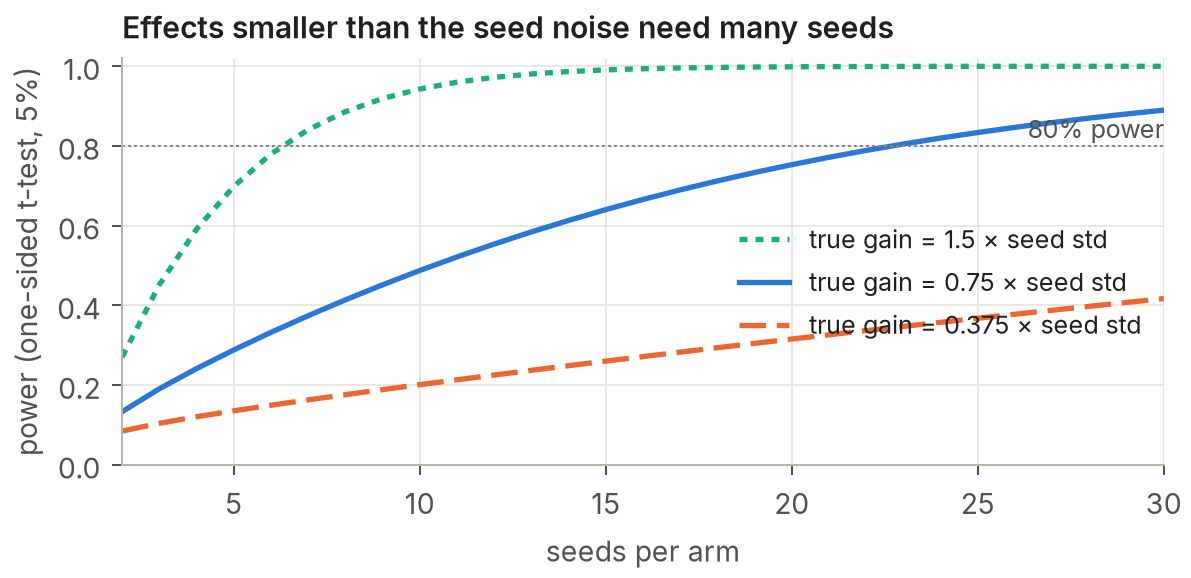 Effects smaller than the seed noise need many seeds
power (one-sided t-test, 5%)
1.0
0.8
0.6
0.4
0.2
0.0
80% power
true gain = 1.5 × seed std
true gain = 0.75 × seed std
true gain = 0.375 × seed std
5 10 15 20 25 30
seeds per arm